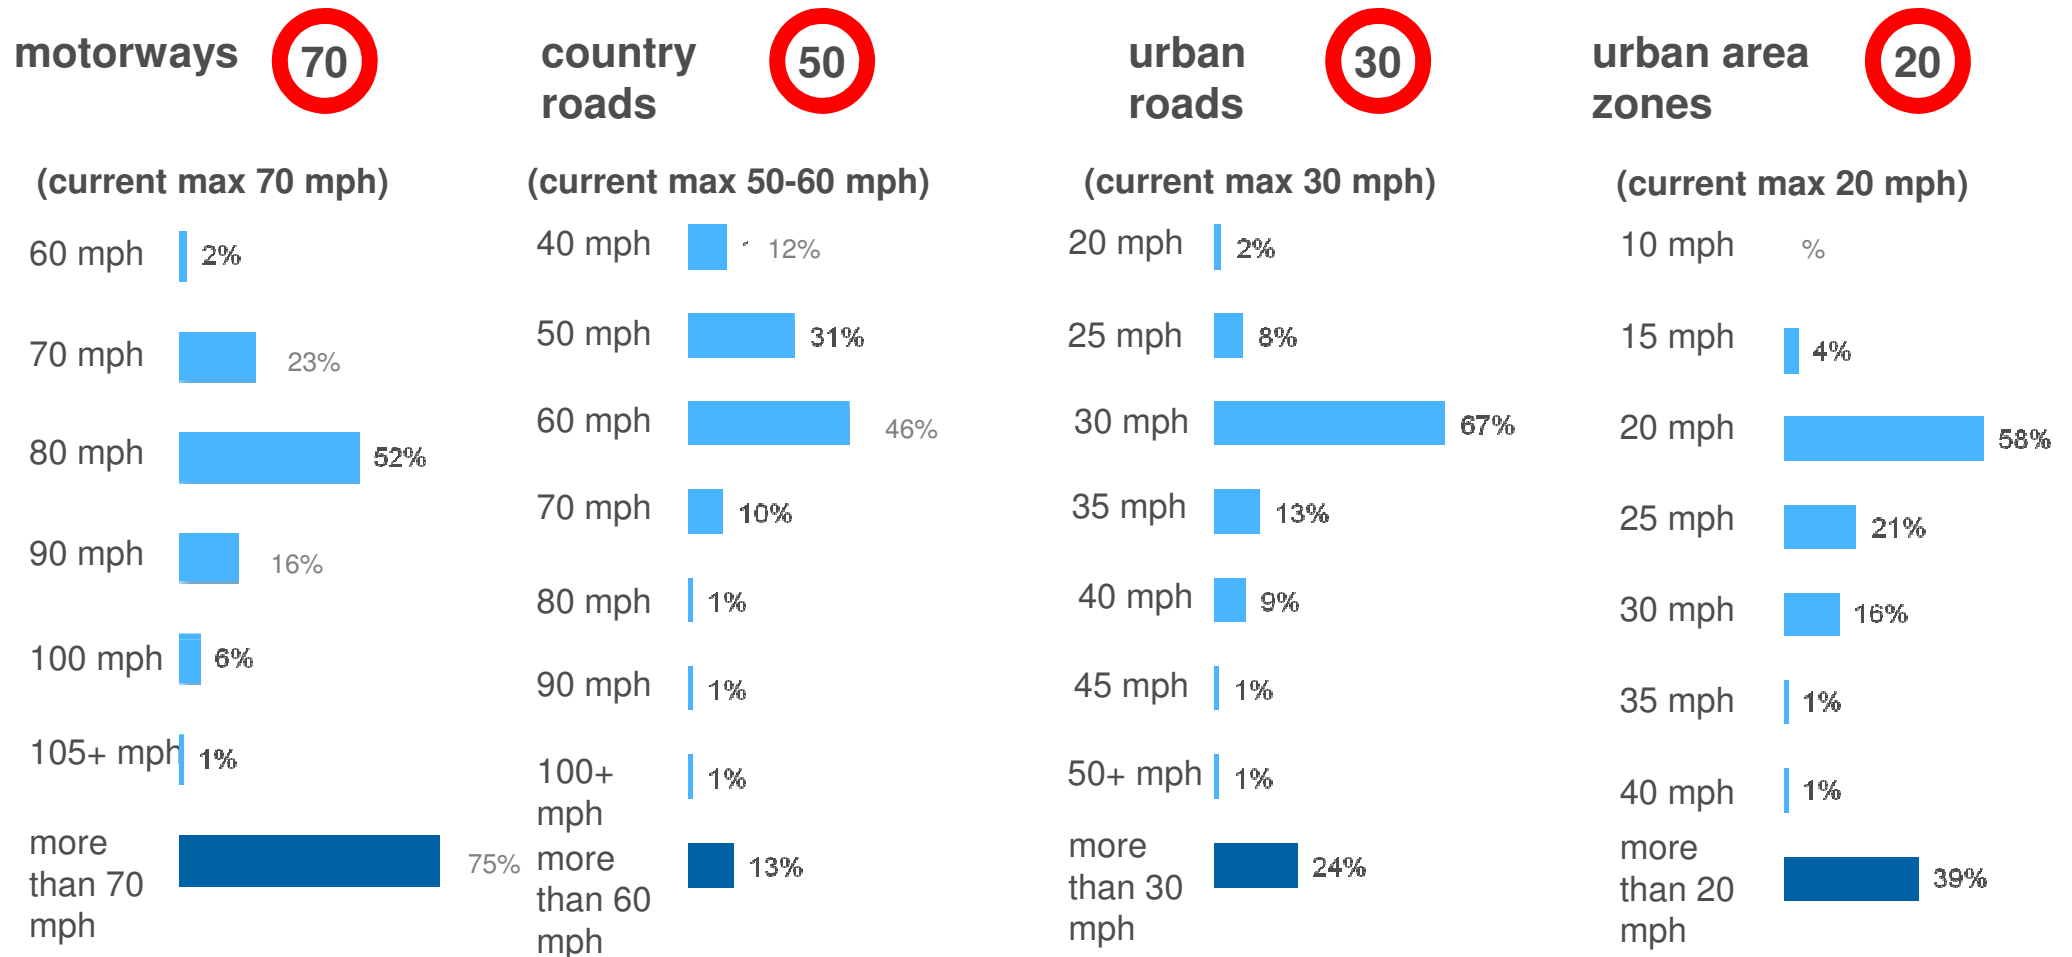 motorways
70
(current max 70 mph)
60 mph 2%
70 mph 23%
80 mph 52%
90 mph 16%
100 mph 6%
105+ mph 1%
more
than 70
mph
75%
country
roads
50
(current max 50-60 mph)
40 mph 12%
50 mph 31%
60 mph 46%
70 mph 10%
80 mph 1%
90 mph 1%
100+
mph
1%
more
than 60
mph
13%
urban
roads
30
(current max 30 mph)
20 mph 2%
25 mph 8%
30 mph 67%
35 mph 13%
40 mph 9%
45 mph 1%
50+ mph 1%
more
than 30
mph
24%
urban area
zones
20
(current max 20 mph)
10 mph %
15 mph 4%
20 mph 58%
25 mph 21%
30 mph 16%
35 mph 1%
40 mph 1%
more
than 20
mph
39%